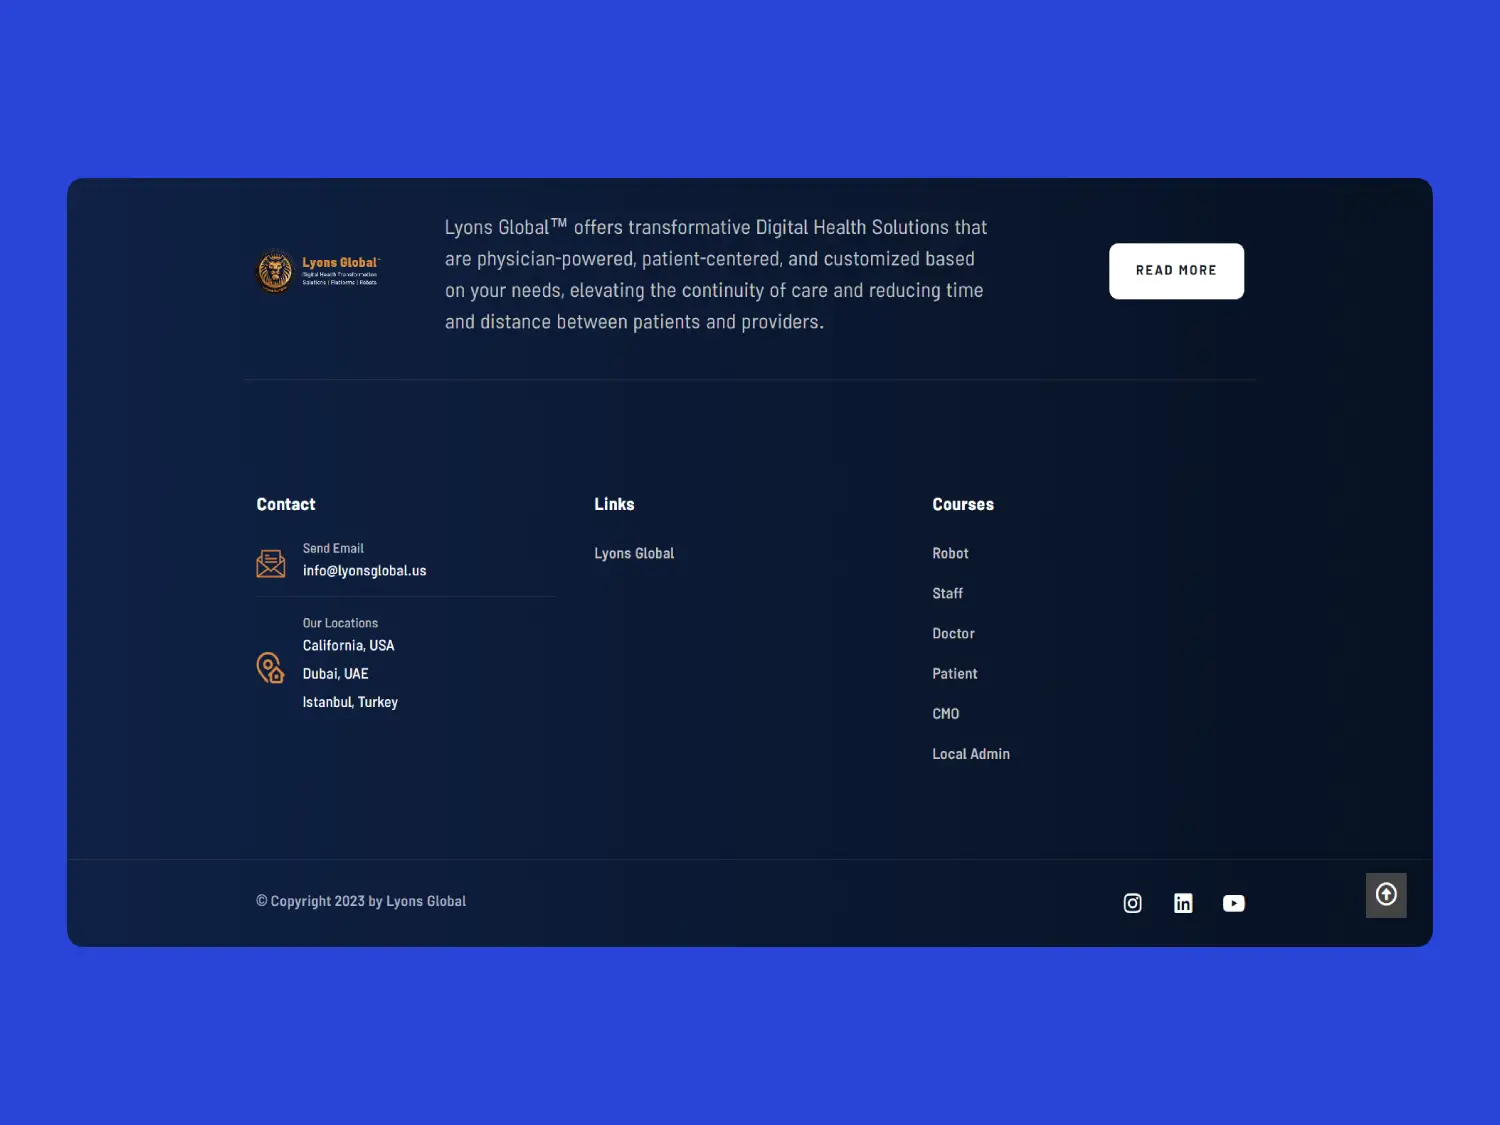 Lyons Global™
Digital Health Transformation
Solutions | Platforms | Robots
Lyons Global™ offers transformative Digital Health Solutions that
are physician-powered, patient-centered, and customized based
on your needs, elevating the continuity of care and reducing time
and distance between patients and providers.
READ MORE
Contact
Send Email
info@lyonsglobal.us
Our Locations
California, USA
Dubai, UAE
Istanbul, Turkey
Links
Lyons Global
Courses
Robot
Staff
Doctor
Patient
CMO
Local Admin
© Copyright 2023 by Lyons Global